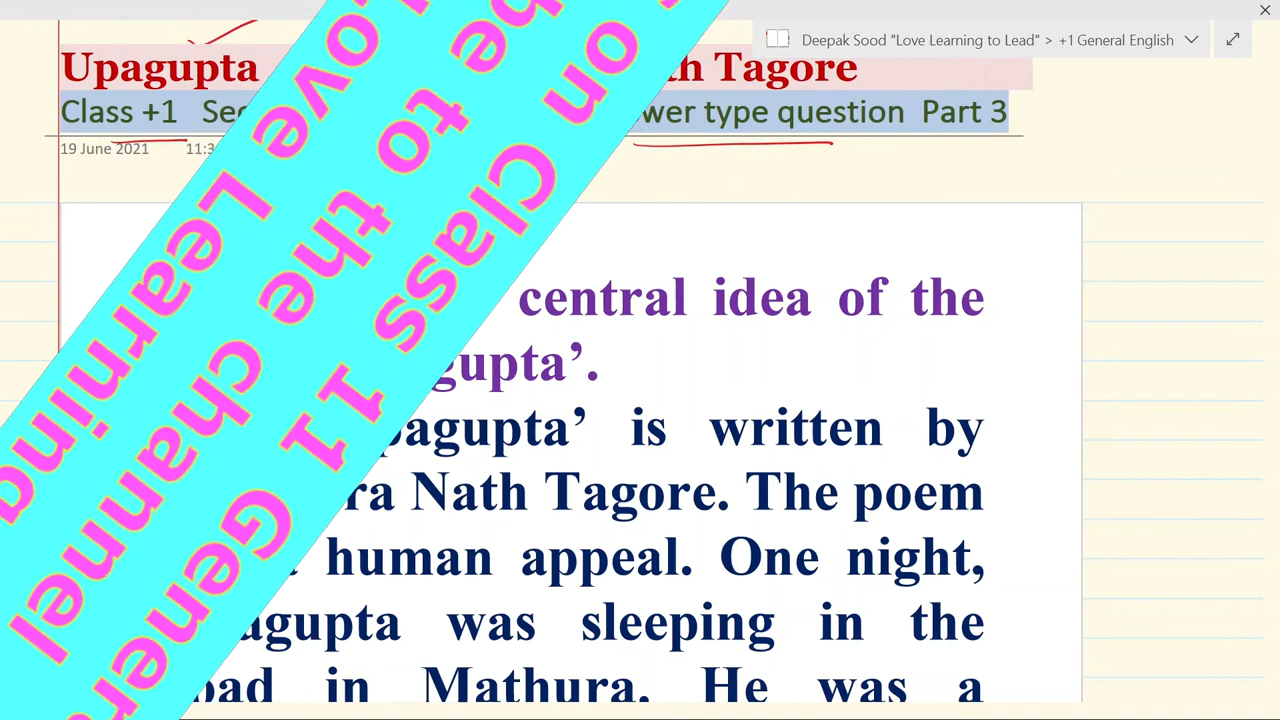 Deepak Sood "Love Learning to Lead" > +1 General English
Upagupta th Tagore
Class +1 Sec wer type question Part 3
19 June 2021 11:3
central idea of the
gupta’.
pagupta’ is written by
ra Nath Tagore. The poem
human appeal. One night,
agupta was sleeping in the
oad in Mathura. He was a
on Class 11 Gener
be to the channel
Love Learning